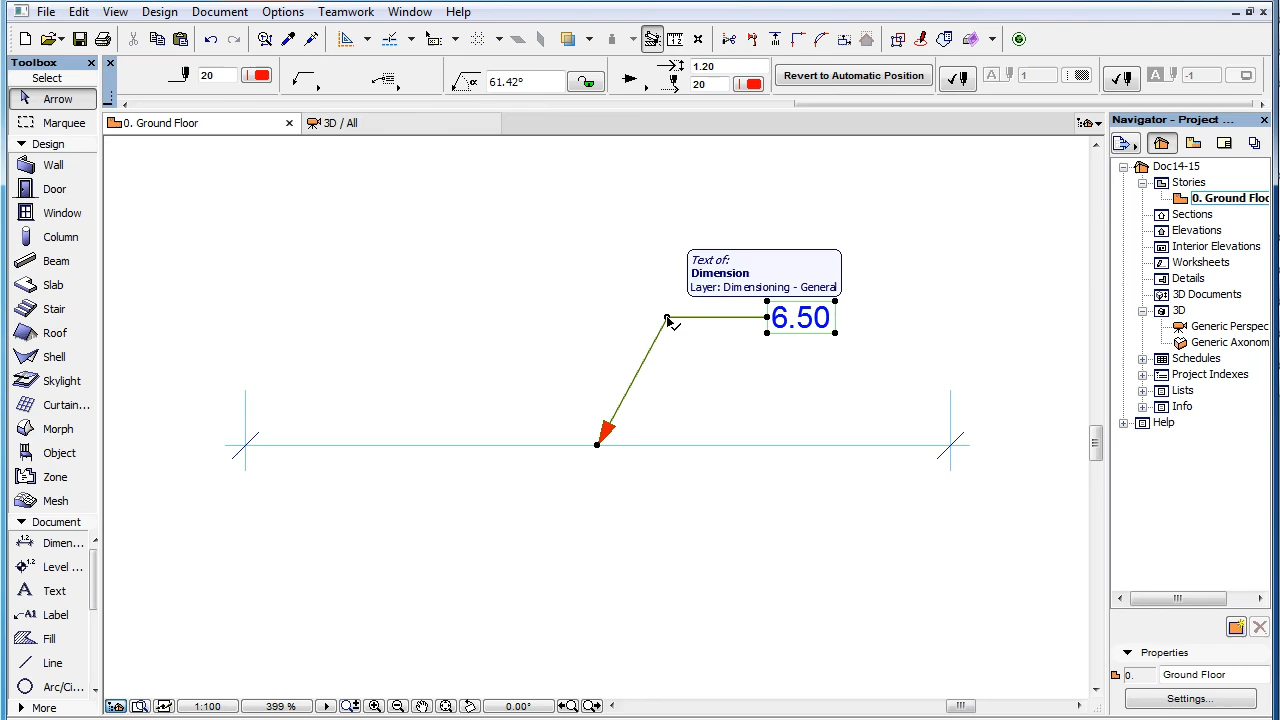 File Edit View Design Document Options Teamwork Window Help
Toolbox
Select
Arrow
Marquee
Design
Wall
Door
Window
Column
Beam
Slab
Stair
Roof
Shell
Skylight
Curtain...
Morph
Object
Zone
Mesh
Document
Dimen...
Level ...
Text
Label
Fill
Line
Arc/Ci...
More
20
61.42°
1.20
20
Revert to Automatic Position
1
-1
0. Ground Floor
3D / All
Text of:
Dimension
Layer: Dimensioning - General
6.50
1:100
399 %
0.00°
Navigator - Project ...
Doc14-15
Stories
0. Ground Floo
Sections
Elevations
Interior Elevations
Worksheets
Details
3D Documents
3D
Generic Perspec
Generic Axonom
Schedules
Project Indexes
Lists
Info
Help
Properties
0. Ground Floor
Settings...